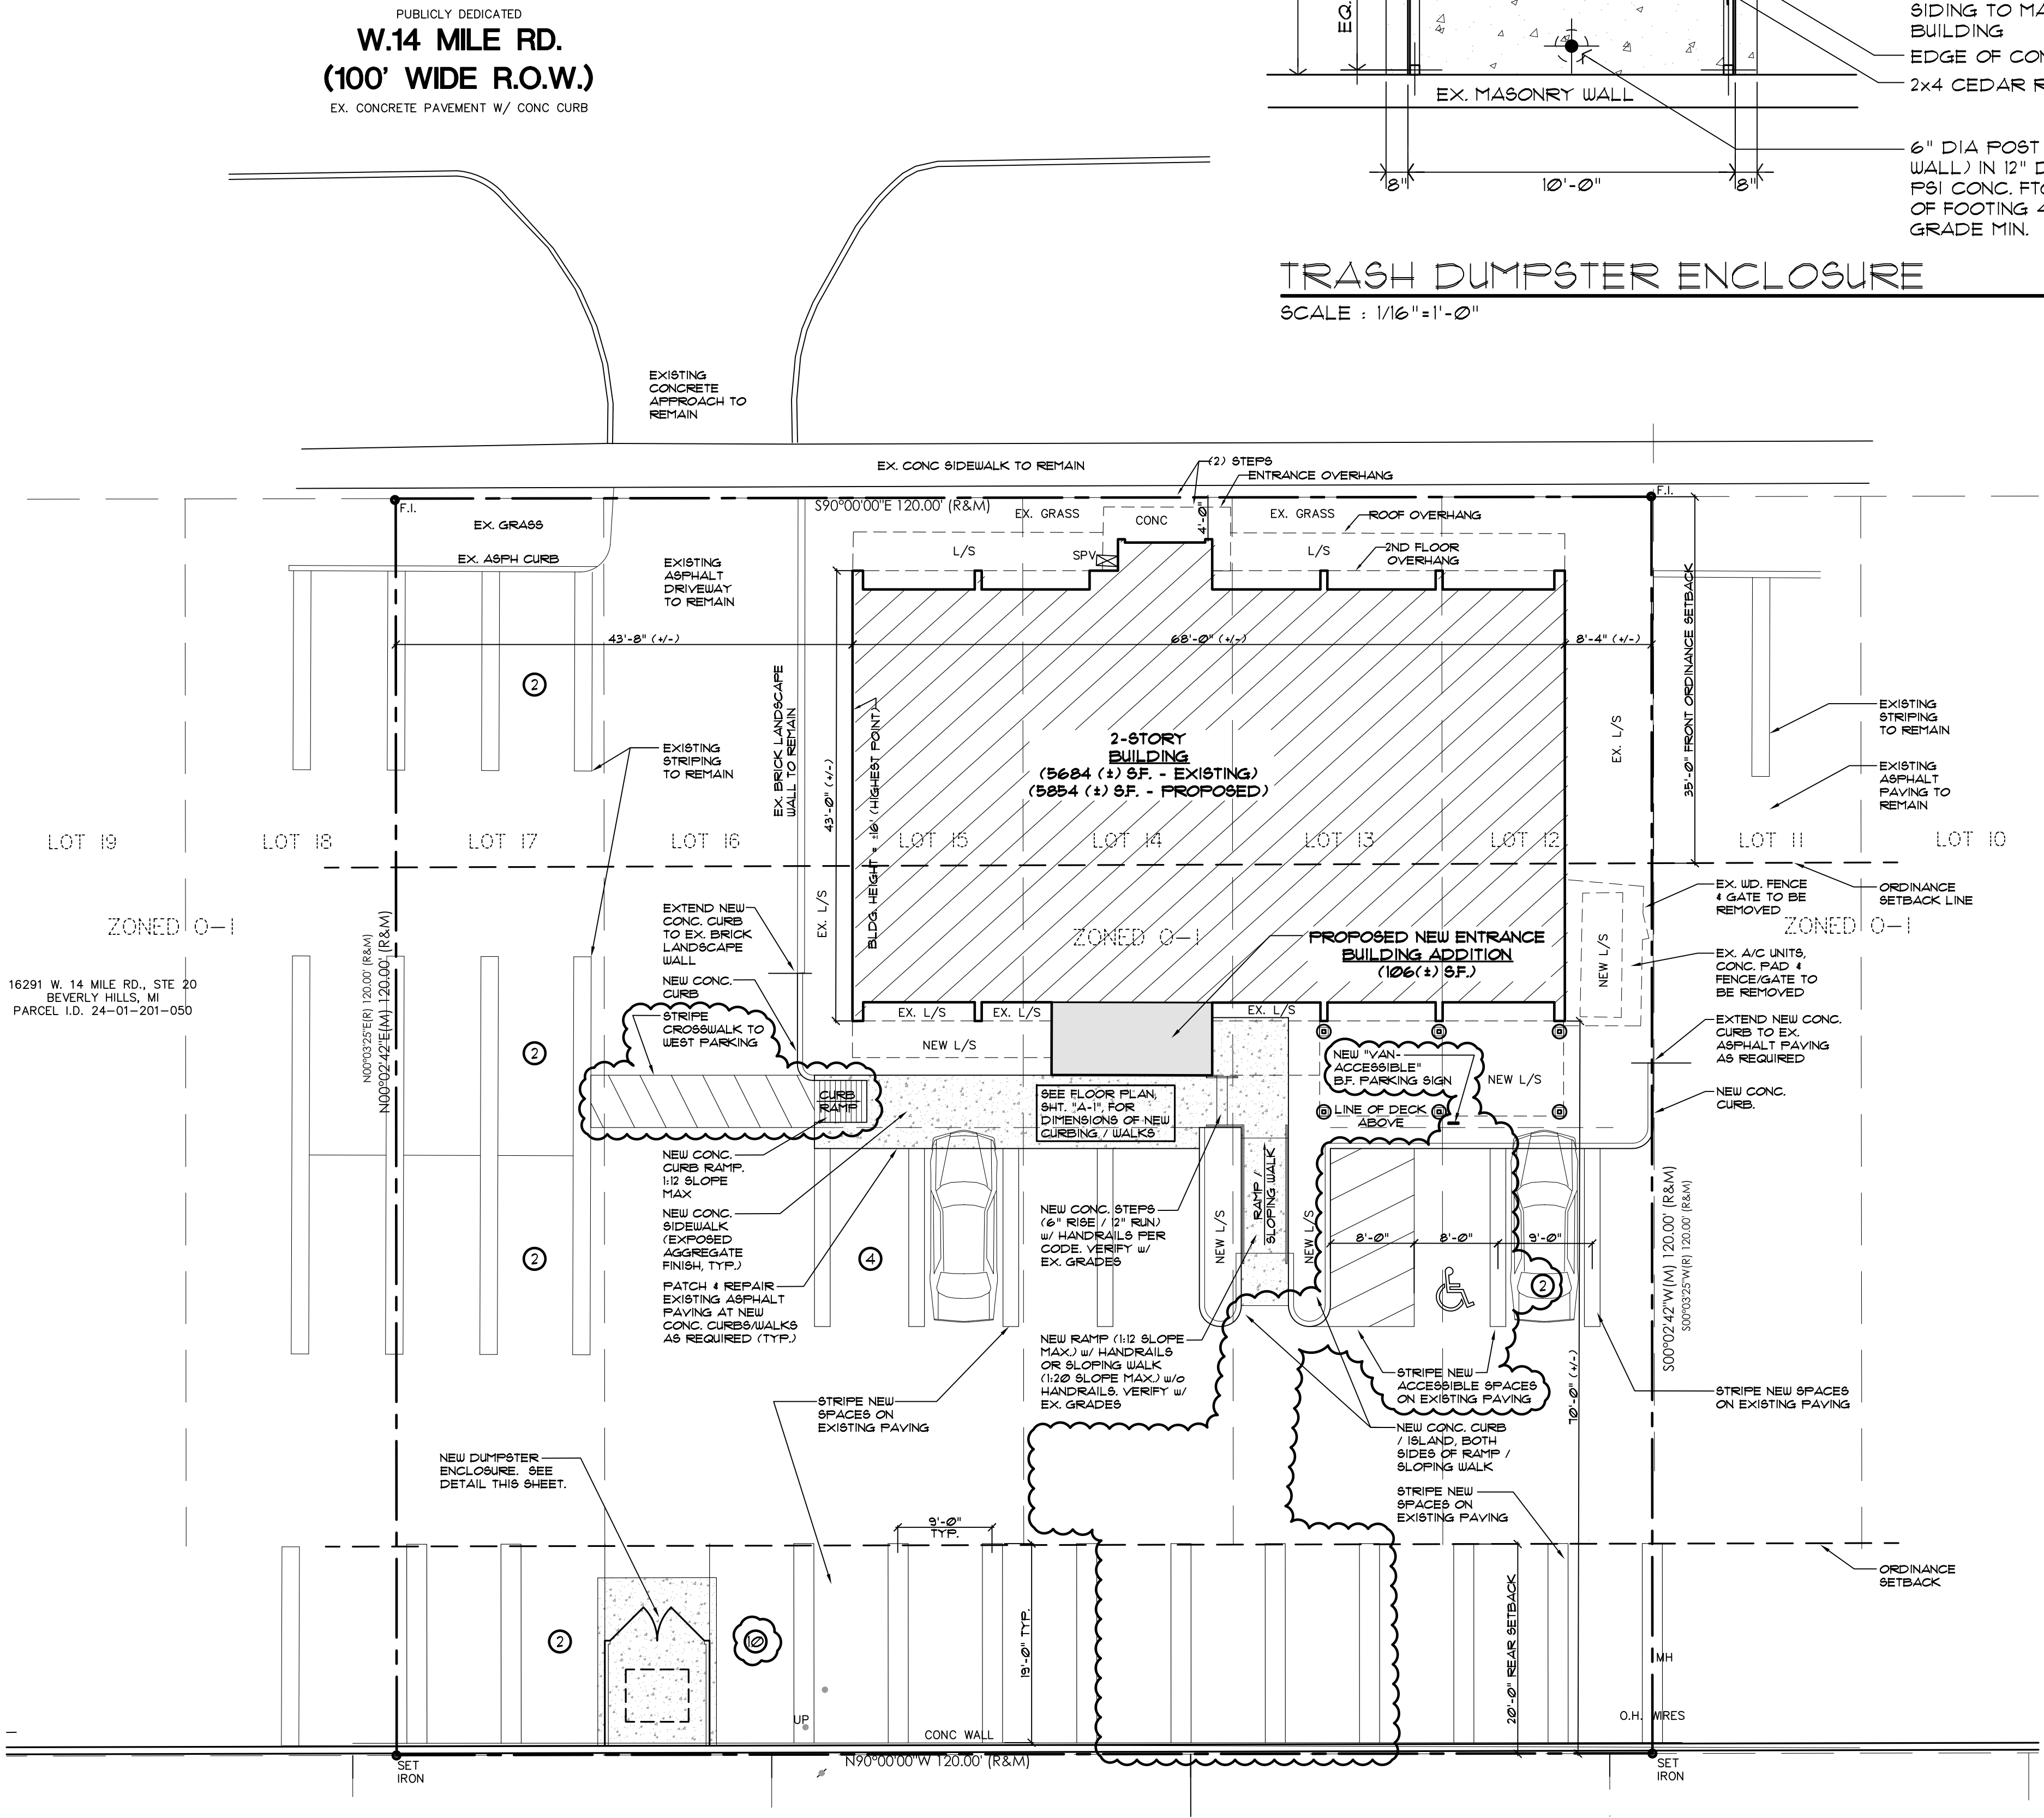 PUBLICLY DEDICATED
W.14 MILE RD.
(100' WIDE R.O.W.)
EX. CONCRETE PAVEMENT W/ CONC CURB
EQ.
EX. MASONRY WALL
8"
10'-0"
8"
SIDING TO
BUILDING
EDGE OF
2x4 CEDAR
6" DIA POST
WALL) IN 12"
PSI CONC.
OF FOOTING
GRADE MIN.
TRASH DUMPSTER ENCLOSURE
SCALE : 1/16"=1'-0"
EXISTING
CONCRETE
APPROACH TO
REMAIN
EX. CONC SIDEWALK TO REMAIN
(2) STEPS
ENTRANCE OVERHANG
F.I.
S90°00'00"E 120.00' (R&M)
F.I.
EX. GRASS
EX. GRASS
CONC
4'-0"
EX. GRASS
ROOF OVERHANG
EX. ASPH CURB
L/S
SPV
L/S
2ND FLOOR
OVERHANG
EXISTING
ASPHALT
DRIVEWAY
TO REMAIN
43'-8" (+/-)
68'-0" (+/-)
8'-4" (+/-)
35'-0" FRONT ORDINANCE SETBACK
2
EX. BRICK LANDSCAPE
WALL TO REMAIN
43'-0" (+/-)
BLDG. HEIGHT = ±16' (HIGHEST POINT)
2-STORY
BUILDING
(5684 (±) S.F. - EXISTING)
(5854 (±) S.F. - PROPOSED)
EX. L/S
EXISTING
STRIPING
TO REMAIN
EXISTING
STRIPING
TO REMAIN
EXISTING
ASPHALT
PAVING TO
REMAIN
LOT 19
LOT 18
LOT 17
LOT 16
LOT 15
LOT 14
LOT 13
LOT 12
LOT 11
LOT 10
ORDINANCE
SETBACK LINE
EX. WD. FENCE
& GATE TO BE
REMOVED
ZONED O-1
ZONED O-1
ZONED O-1
EXTEND NEW
CONC. CURB
TO EX. BRICK
LANDSCAPE
WALL
EX. L/S
PROPOSED NEW ENTRANCE
BUILDING ADDITION
(106(±) S.F.)
NEW L/S
EX. A/C UNITS,
CONC. PAD &
FENCE/GATE TO
BE REMOVED
16291 W. 14 MILE RD., STE 20
BEVERLY HILLS, MI
PARCEL I.D. 24-01-201-050
N00°03'25"E(R) 120.00' (R&M)
N00°02'42"E(M) 120.00' (R&M)
NEW CONC.
CURB
STRIPE
CROSSWALK TO
WEST PARKING
EX. L/S
EX. L/S
EX. L/S
NEW L/S
EXTEND NEW CONC.
CURB TO EX.
ASPHALT PAVING
AS REQUIRED
2
NEW "VAN-
ACCESSIBLE"
B.F. PARKING SIGN
NEW L/S
CURB
RAMP
SEE FLOOR PLAN,
SHT. "A-1", FOR
DIMENSIONS OF NEW
CURBING / WALKS
LINE OF DECK
ABOVE
NEW CONC.
CURB.
NEW CONC.
CURB RAMP.
1:12 SLOPE
MAX
NEW CONC.
SIDEWALK
(EXPOSED
AGGREGATE
FINISH, TYP.)
PATCH & REPAIR
EXISTING ASPHALT
PAVING AT NEW
CONC. CURBS/WALKS
AS REQUIRED (TYP.)
2
4
NEW CONC. STEPS
(6" RISE / 12" RUN)
w/ HANDRAILS PER
CODE. VERIFY w/
EX. GRADES
NEW L/S
RAMP /
SLOPING WALK
NEW L/S
8'-0"
8'-0"
9'-0"
2
S00°02'42"W(M) 120.00' (R&M)
S00°03'25"W(R) 120.00' (R&M)
NEW RAMP (1:12 SLOPE
MAX.) w/ HANDRAILS
OR SLOPING WALK
(1:20 SLOPE MAX.) w/o
HANDRAILS. VERIFY w/
EX. GRADES
STRIPE NEW
ACCESSIBLE SPACES
ON EXISTING PAVING
70'-0" (+/-)
STRIPE NEW SPACES
ON EXISTING PAVING
STRIPE NEW
SPACES ON
EXISTING PAVING
NEW CONC. CURB
/ ISLAND, BOTH
SIDES OF RAMP /
SLOPING WALK
NEW DUMPSTER
ENCLOSURE. SEE
DETAIL THIS SHEET.
STRIPE NEW
SPACES ON
EXISTING PAVING
9'-0"
TYP.
ORDINANCE
SETBACK
2
10
19'-0" TYP.
20'-0" REAR SETBACK
MH
UP
CONC WALL
O.H. WIRES
N90°00'00"W 120.00' (R&M)
SET
IRON
SET
IRON